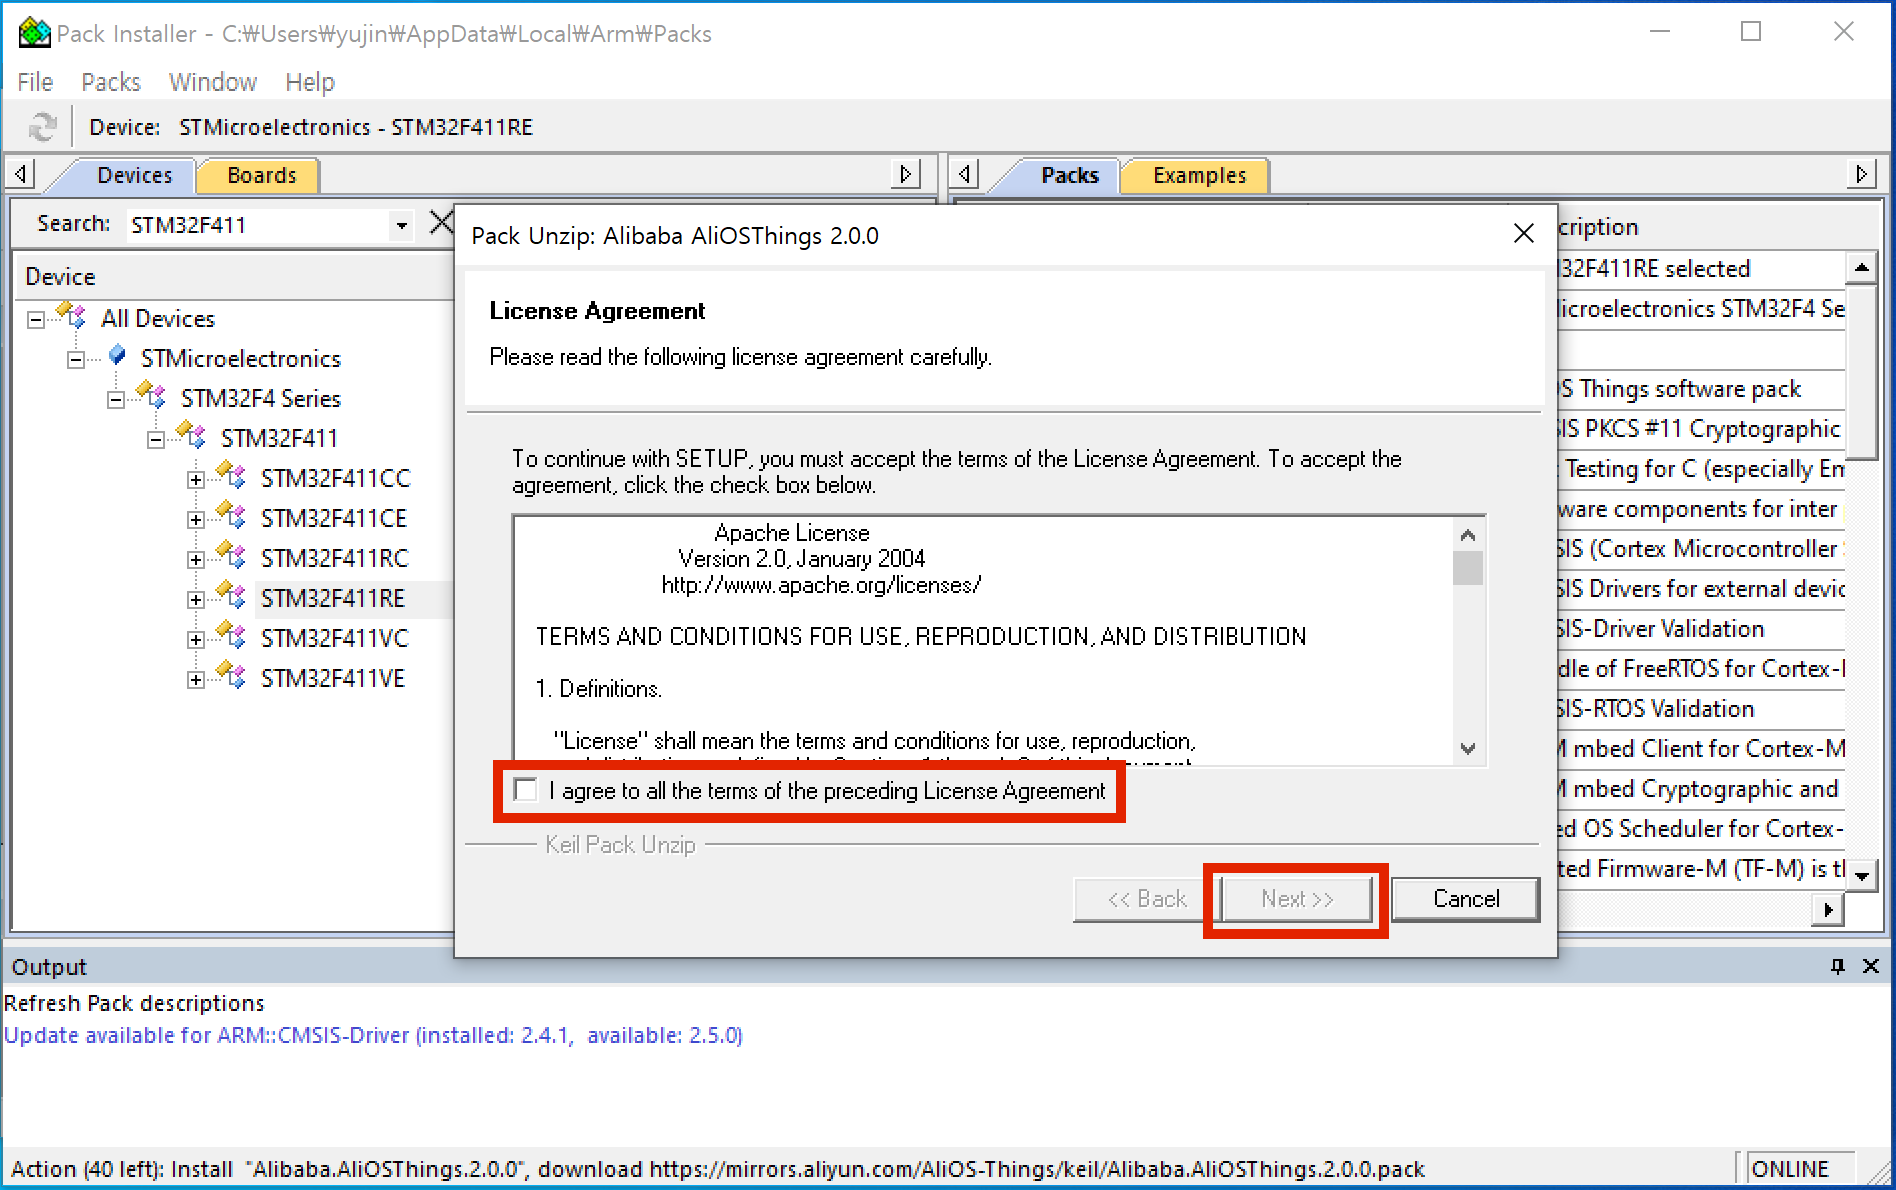 Pack Installer - C:₩Users₩yujin₩AppData₩Local₩Arm₩Packs
File Packs Window Help
Device: STMicroelectronics - STM32F411RE
Devices Boards
Packs Examples
Search: STM32F411
Device
All Devices
STMicroelectronics
STM32F4 Series
STM32F411
STM32F411CC
STM32F411CE
STM32F411RC
STM32F411RE
STM32F411VC
STM32F411VE
Pack Unzip: Alibaba AliOSThings 2.0.0
License Agreement
Please read the following license agreement carefully.
To continue with SETUP, you must accept the terms of the License Agreement. To accept the
agreement, click the check box below.
Apache License
Version 2.0, January 2004
http://www.apache.org/licenses/
TERMS AND CONDITIONS FOR USE, REPRODUCTION, AND DISTRIBUTION
1. Definitions.
"License" shall mean the terms and conditions for use, reproduction,
I agree to all the terms of the preceding License Agreement
Keil Pack Unzip
<< Back Next >> Cancel
cription
32F411RE selected
icroelectronics STM32F4 Se
S Things software pack
SIS PKCS #11 Cryptographic
Testing for C (especially Em
ware components for inter
SIS (Cortex Microcontroller
SIS Drivers for external devic
SIS-Driver Validation
dle of FreeRTOS for Cortex-
SIS-RTOS Validation
M mbed Client for Cortex-M
M mbed Cryptographic and
ed OS Scheduler for Cortex-
ted Firmware-M (TF-M) is t
Output
Refresh Pack descriptions
Update available for ARM::CMSIS-Driver (installed: 2.4.1, available: 2.5.0)
Action (40 left): Install "Alibaba.AliOSThings.2.0.0", download https://mirrors.aliyun.com/AliOS-Things/keil/Alibaba.AliOSThings.2.0.0.pack
ONLINE